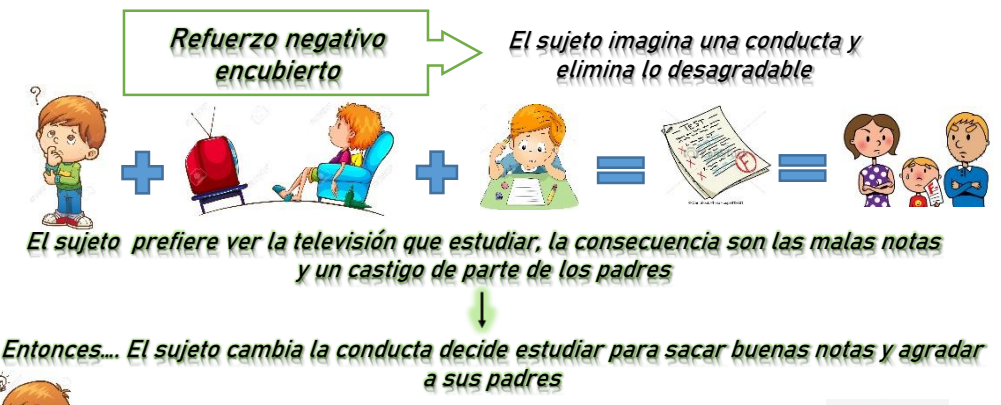 Refuerzo negativo
encubierto
El sujeto imagina una conducta y
elimina lo desagradable
?
TEST
F
F
El sujeto prefiere ver la televisión que estudiar, la consecuencia son las malas notas
y un castigo de parte de los padres
Entonces.... El sujeto cambia la conducta decide estudiar para sacar buenas notas y agradar
a sus padres